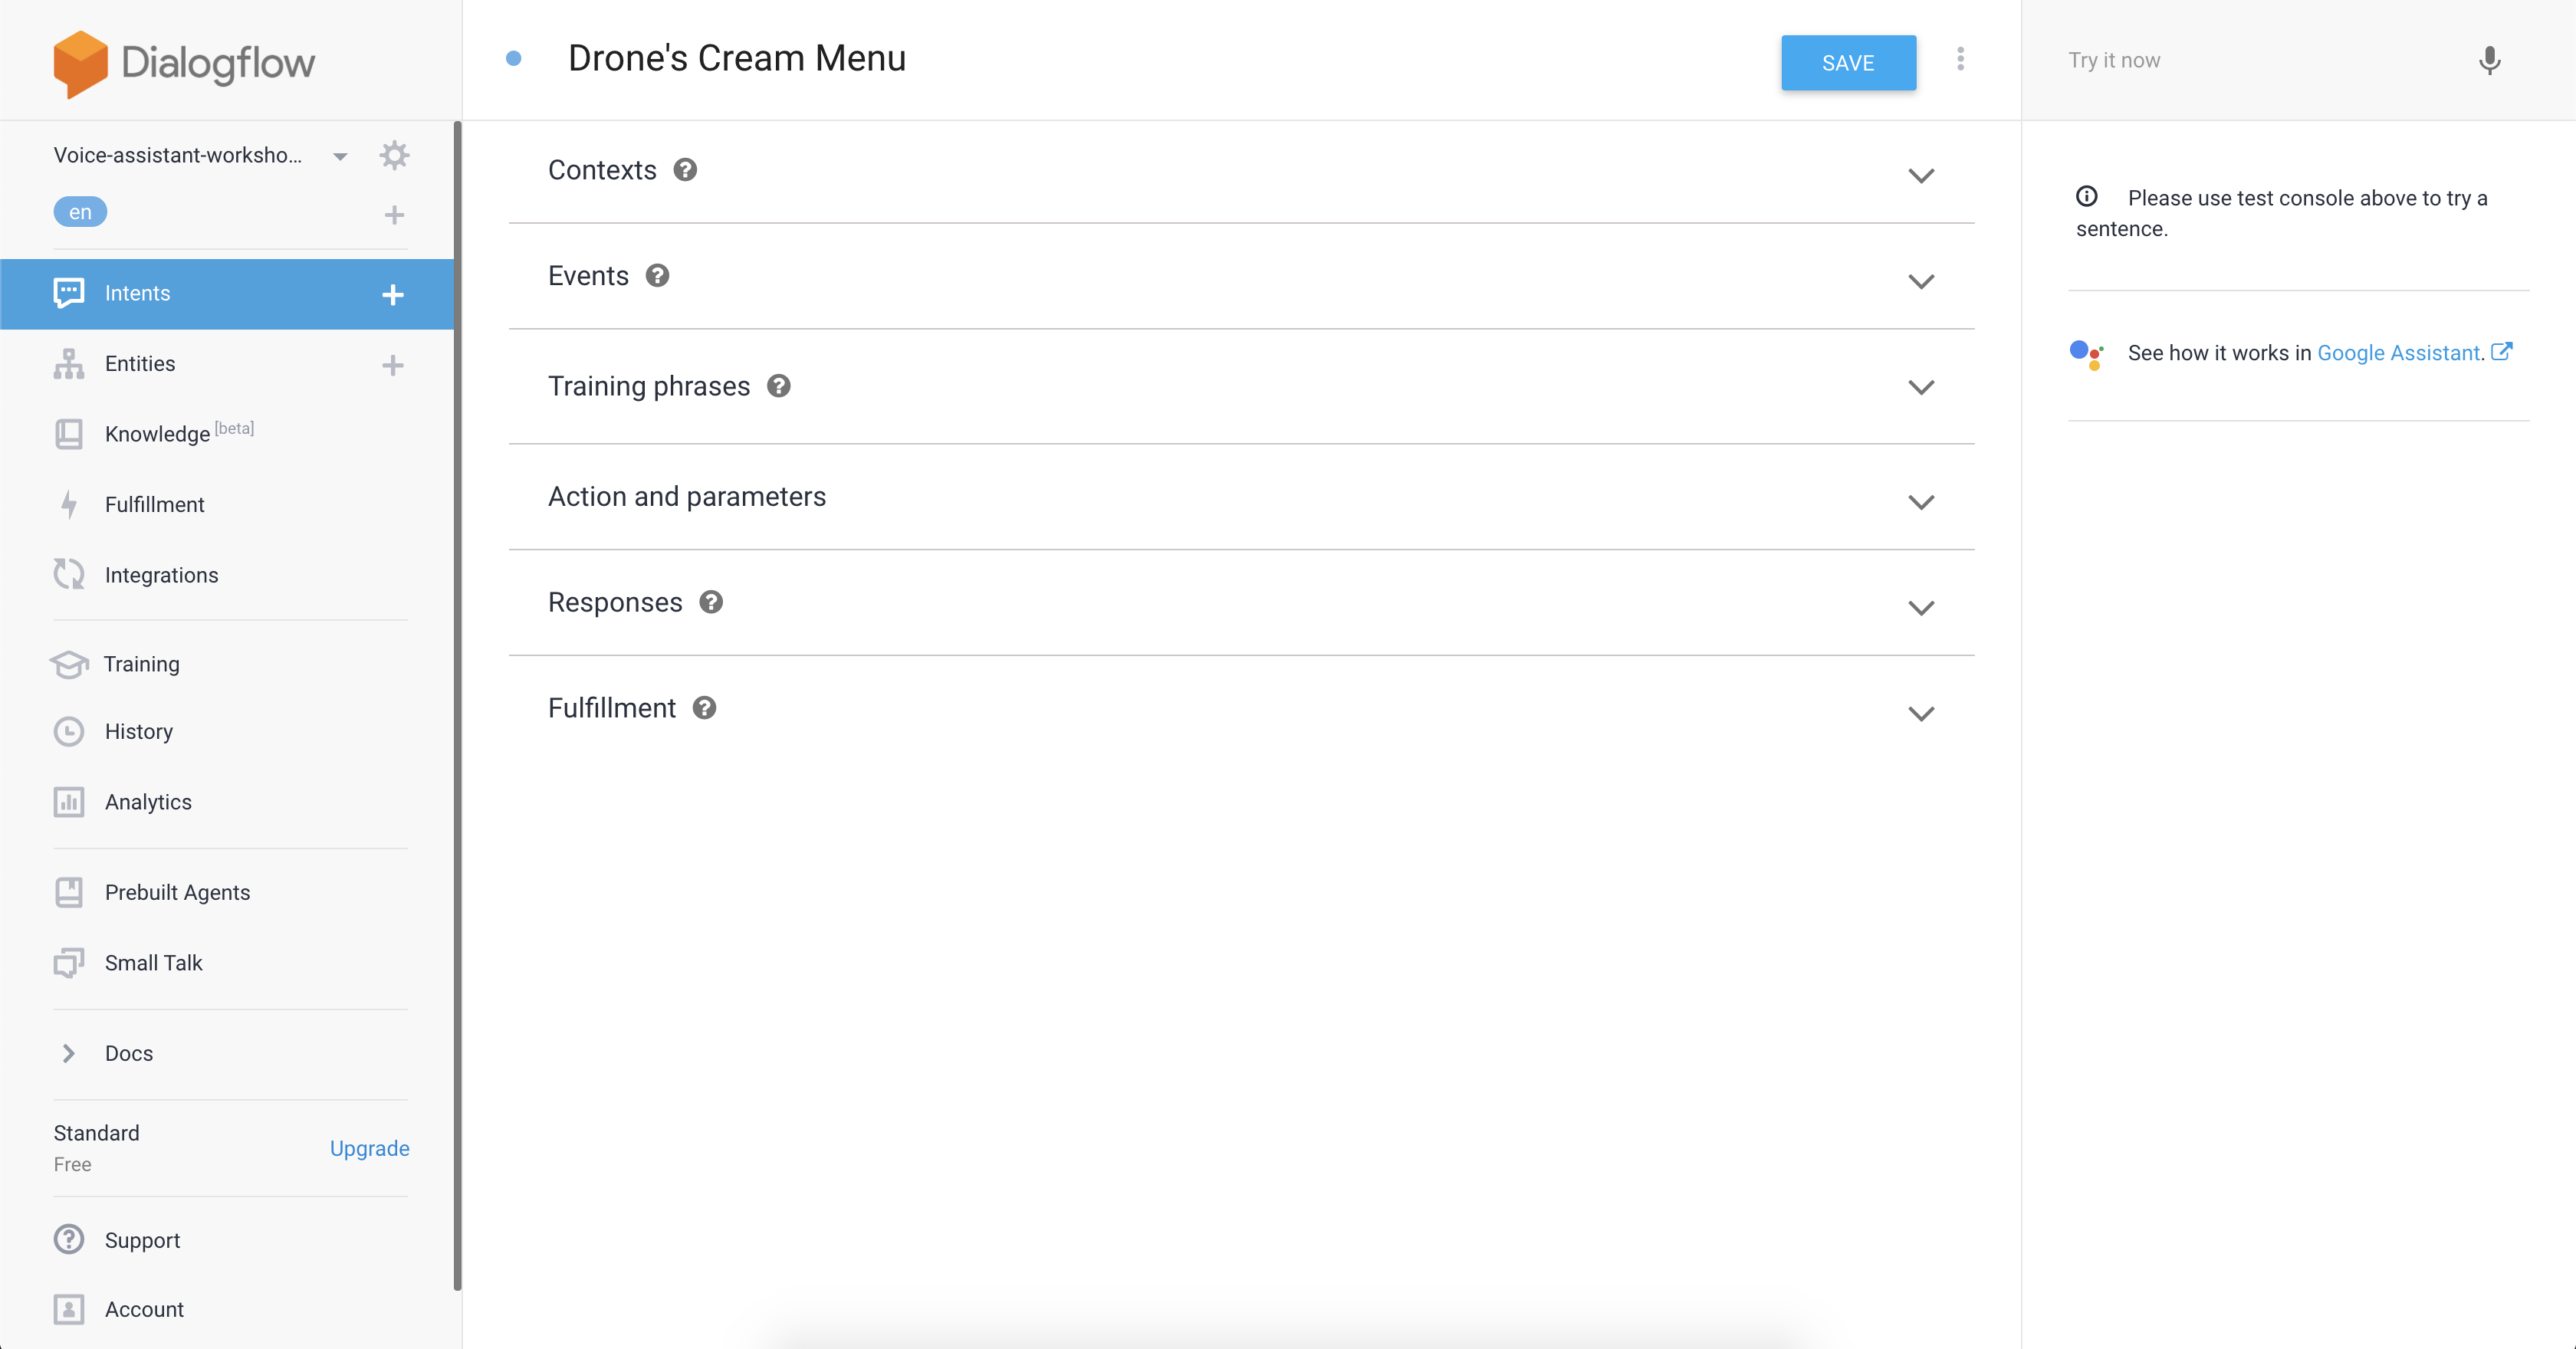 Dialogflow
Voice-assistant-worksho...
en
Intents
Entities
Knowledge [beta]
Fulfillment
Integrations
Training
History
Analytics
Prebuilt Agents
Small Talk
Docs
Standard
Free
Upgrade
Support
Account
Drone's Cream Menu
SAVE
Contexts
Events
Training phrases
Action and parameters
Responses
Fulfillment
Try it now
Please use test console above to try a
sentence.
See how it works in Google Assistant.